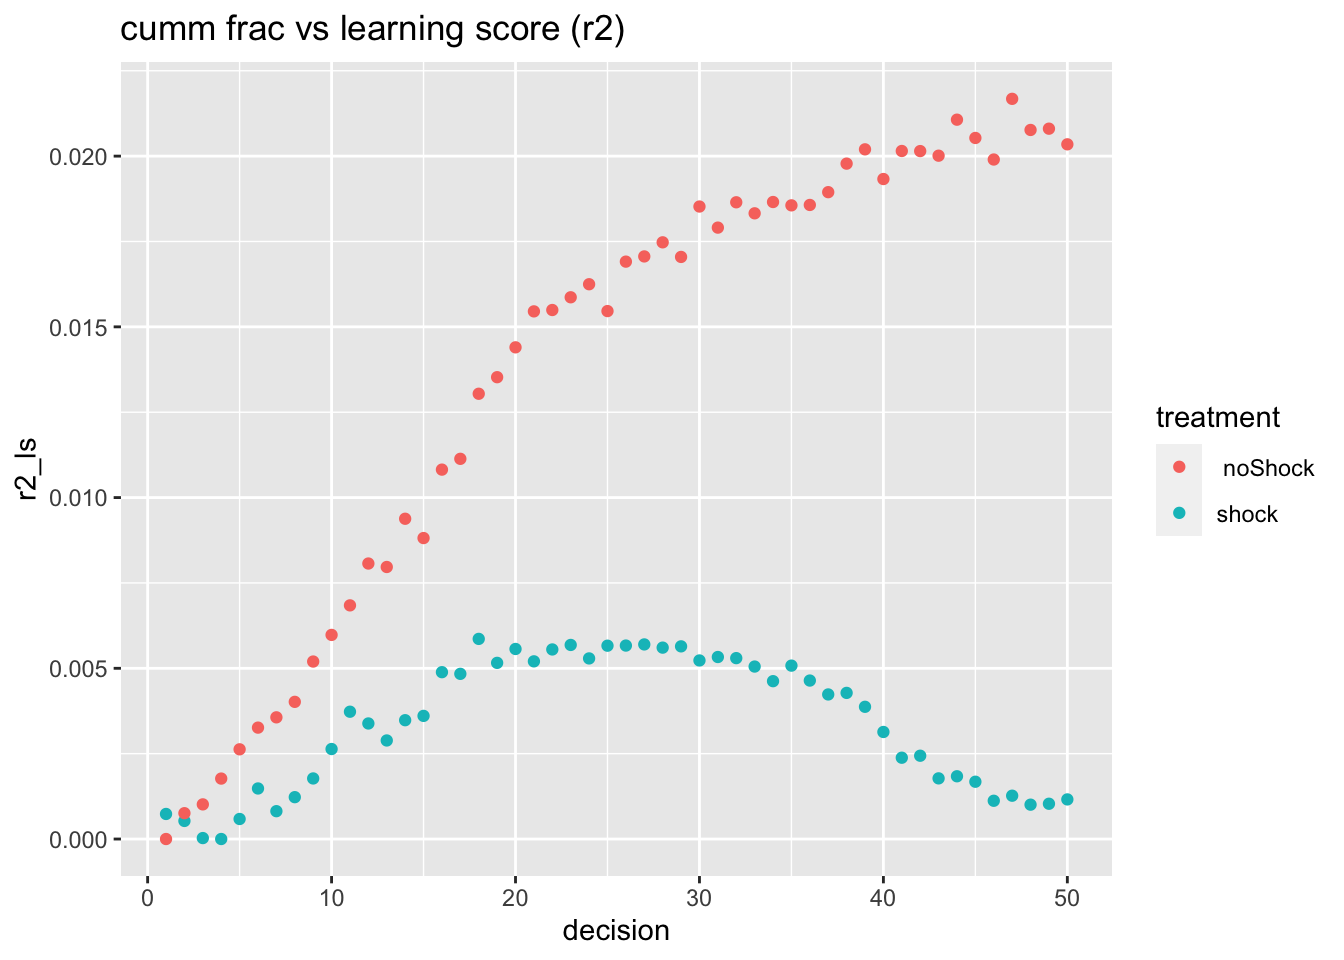 cumm frac vs learning score (r2)
r2_ls
0.020
0.015
0.010
0.005
0.000
0 10 20 30 40 50
decision
treatment
noShock
shock